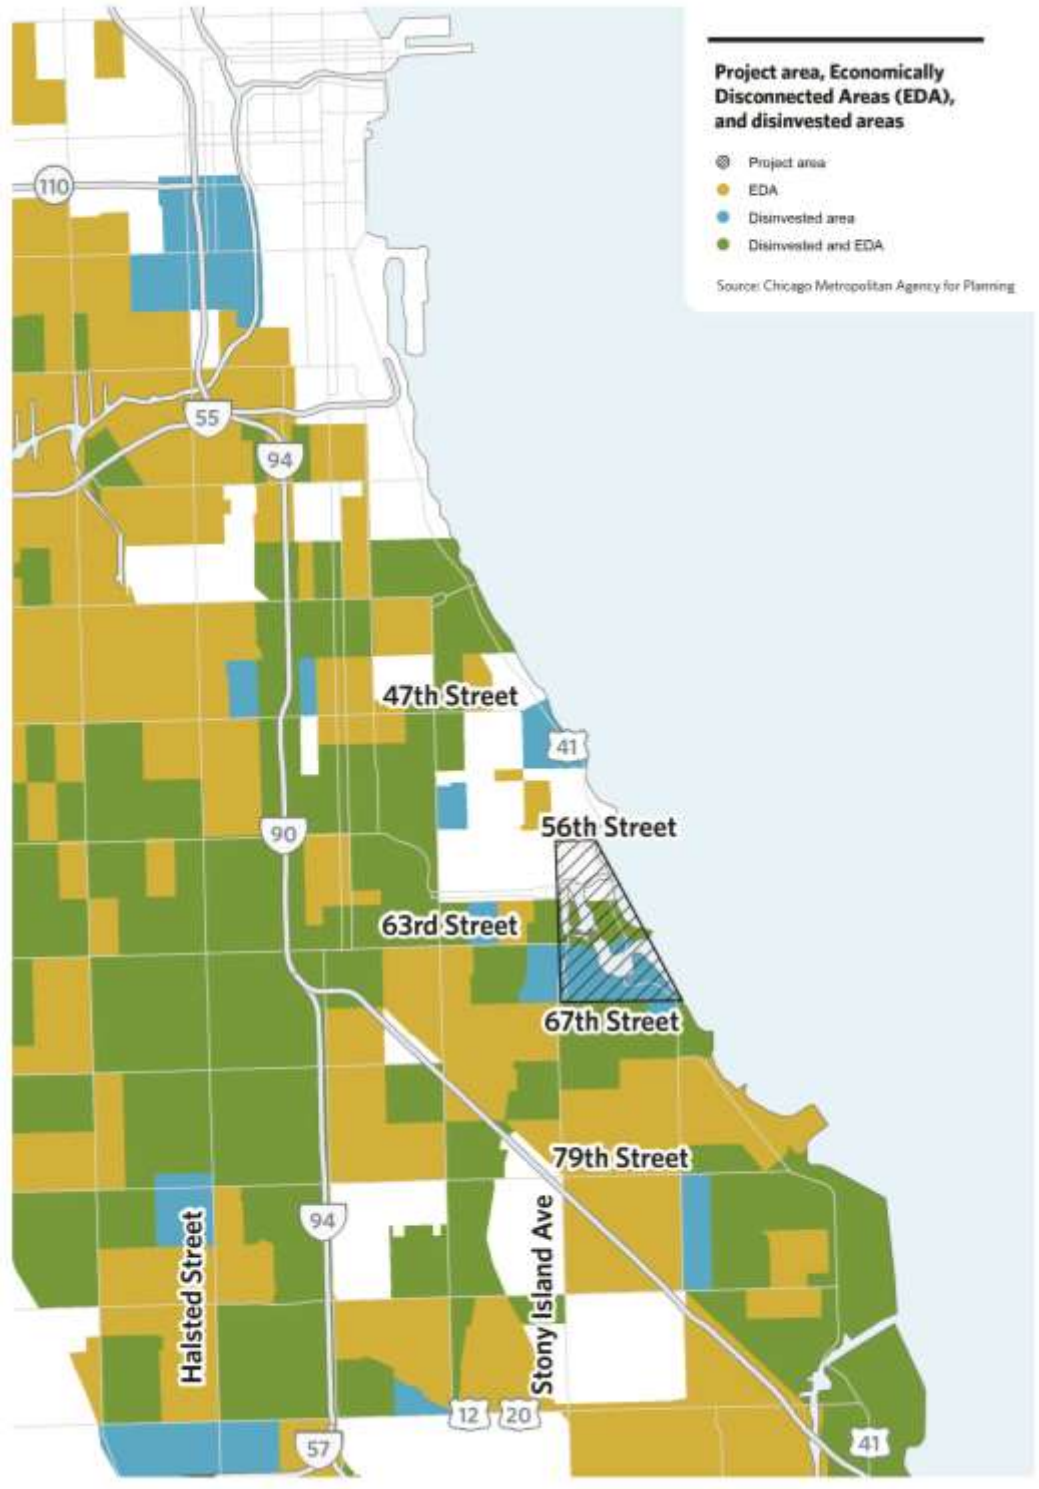 Project area, Economically
Disconnected Areas (EDA),
and disinvested areas
Project area
EDA
Disinvested area
Disinvested and EDA
Source: Chicago Metropolitan Agency for Planning
110
55
94
47th Street
41
56th Street
90
63rd Street
67th Street
79th Street
94
Halsted Street
Stony Island Ave
12
20
57
41